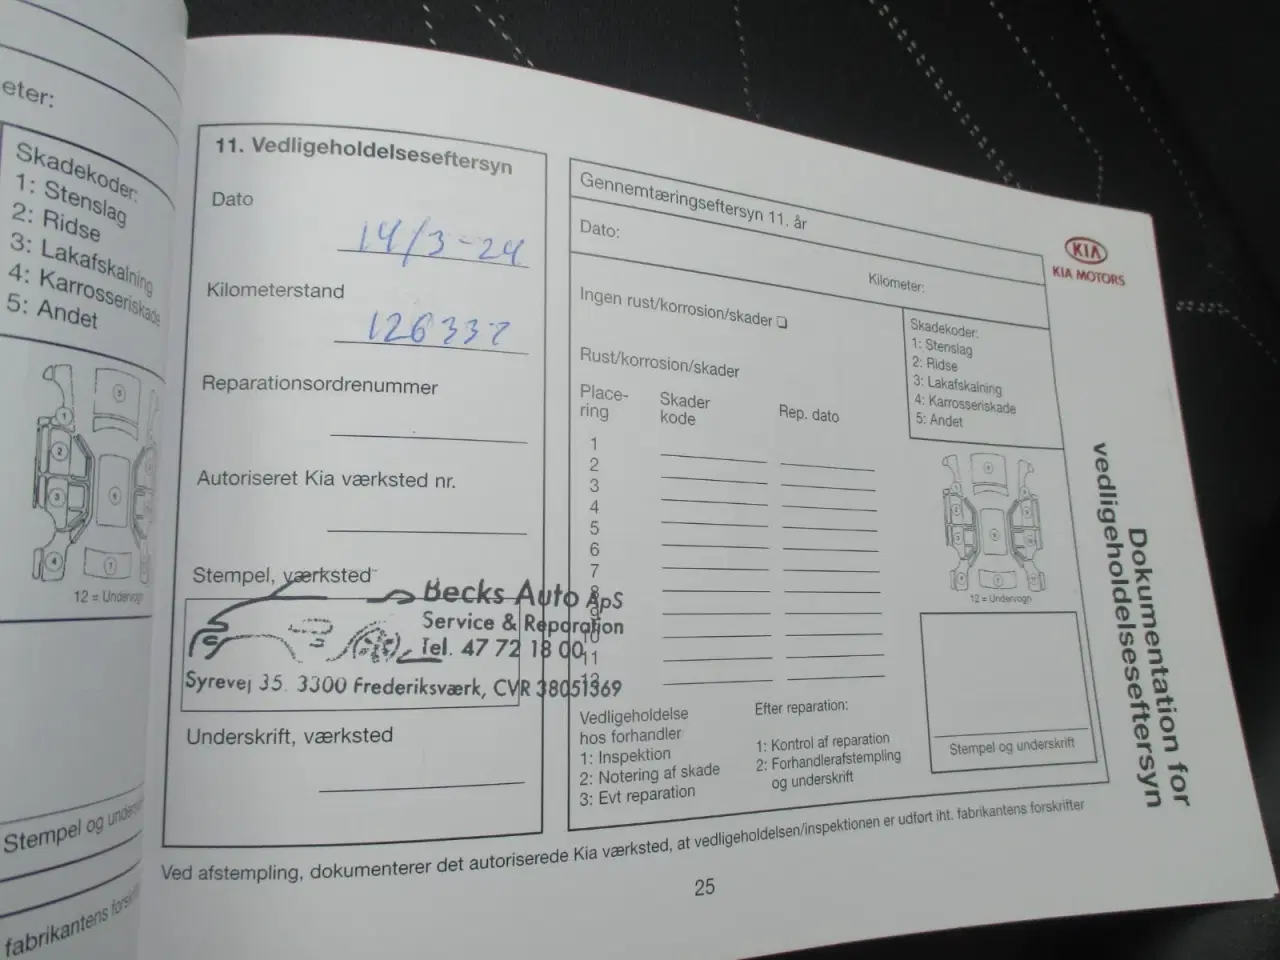 eter:
Skadekoder:
1: Stenslag
2: Ridse
3: Lakafskalning
4: Karrosseriskade
5: Andet
12 = Undervogn
Stempel og
fabrikantens
11. Vedligeholdelseseftersyn
Dato
14/3-24
Kilometerstand
126337
Reparationsordrenummer
Autoriseret Kia værksted nr.
Stempel, værksted
Becks Auto ApS
Service & Reparation
Tel. 47 72 18 00
Syrevej 35. 3300 Frederiksværk, CVR 38051369
Underskrift, værksted
Gennemtæringseftersyn 11. år
Dato:
Kilometer:
Ingen rust/korrosion/skader ❏
Rust/korrosion/skader
Place-
ring
Skader
kode
Rep. dato
1
2
3
4
5
6
7
8
9
10
11
12
Skadekoder:
1: Stenslag
2: Ridse
3: Lakafskalning
4: Karrosseriskade
5: Andet
12 = Undervogn
Stempel og underskrift
Vedligeholdelse
hos forhandler
1: Inspektion
2: Notering af skade
3: Evt reparation
Efter reparation:
1: Kontrol af reparation
2: Forhandlerafstempling
og underskrift
Ved afstempling, dokumenterer det autoriserede Kia værksted, at vedligeholdelsen/inspektionen er udført iht. fabrikantens forskrifter
25
KIA
KIA MOTORS
Dokumentation for
vedligeholdelseseftersyn